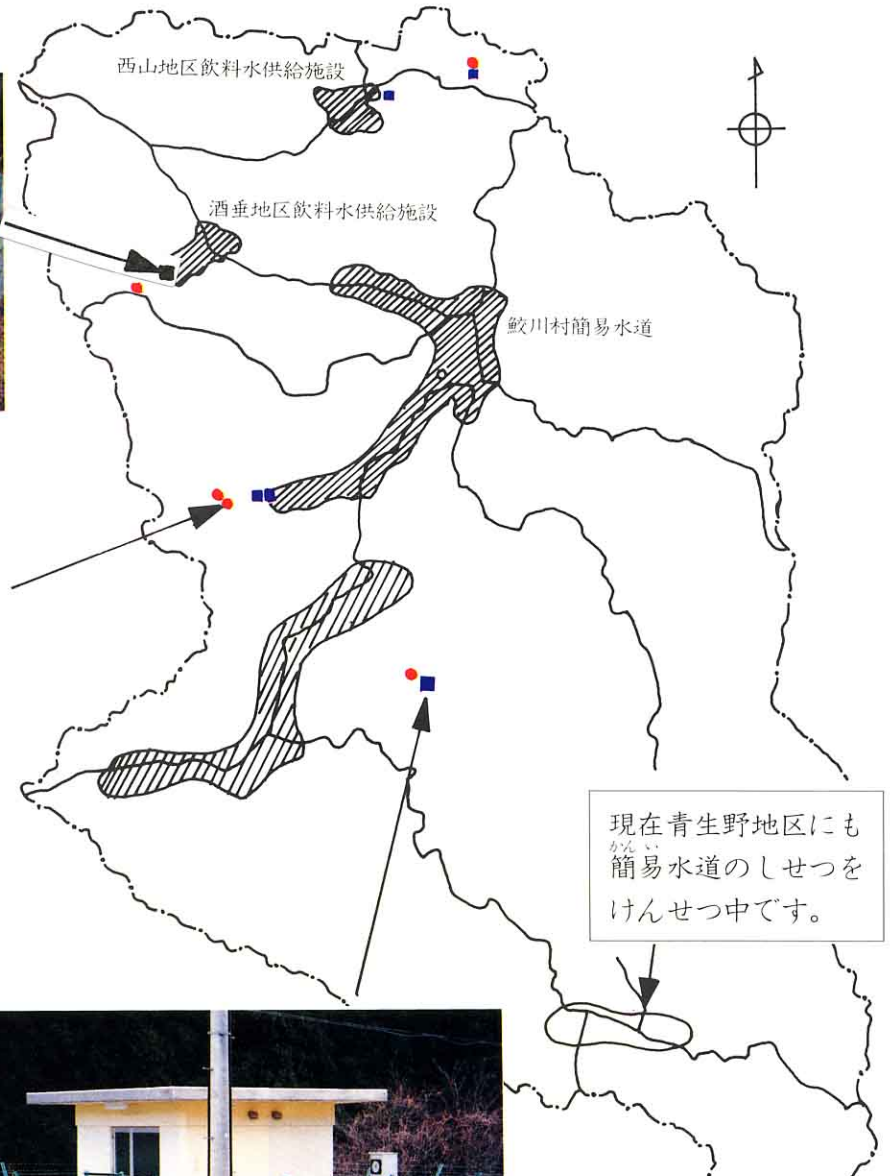 西山地区飲料水供給施設
酒垂地区飲料水供給施設
鮫川村簡易水道
現在青生野地区にも
かんい
簡易水道のしせつを
けんせつ中です。